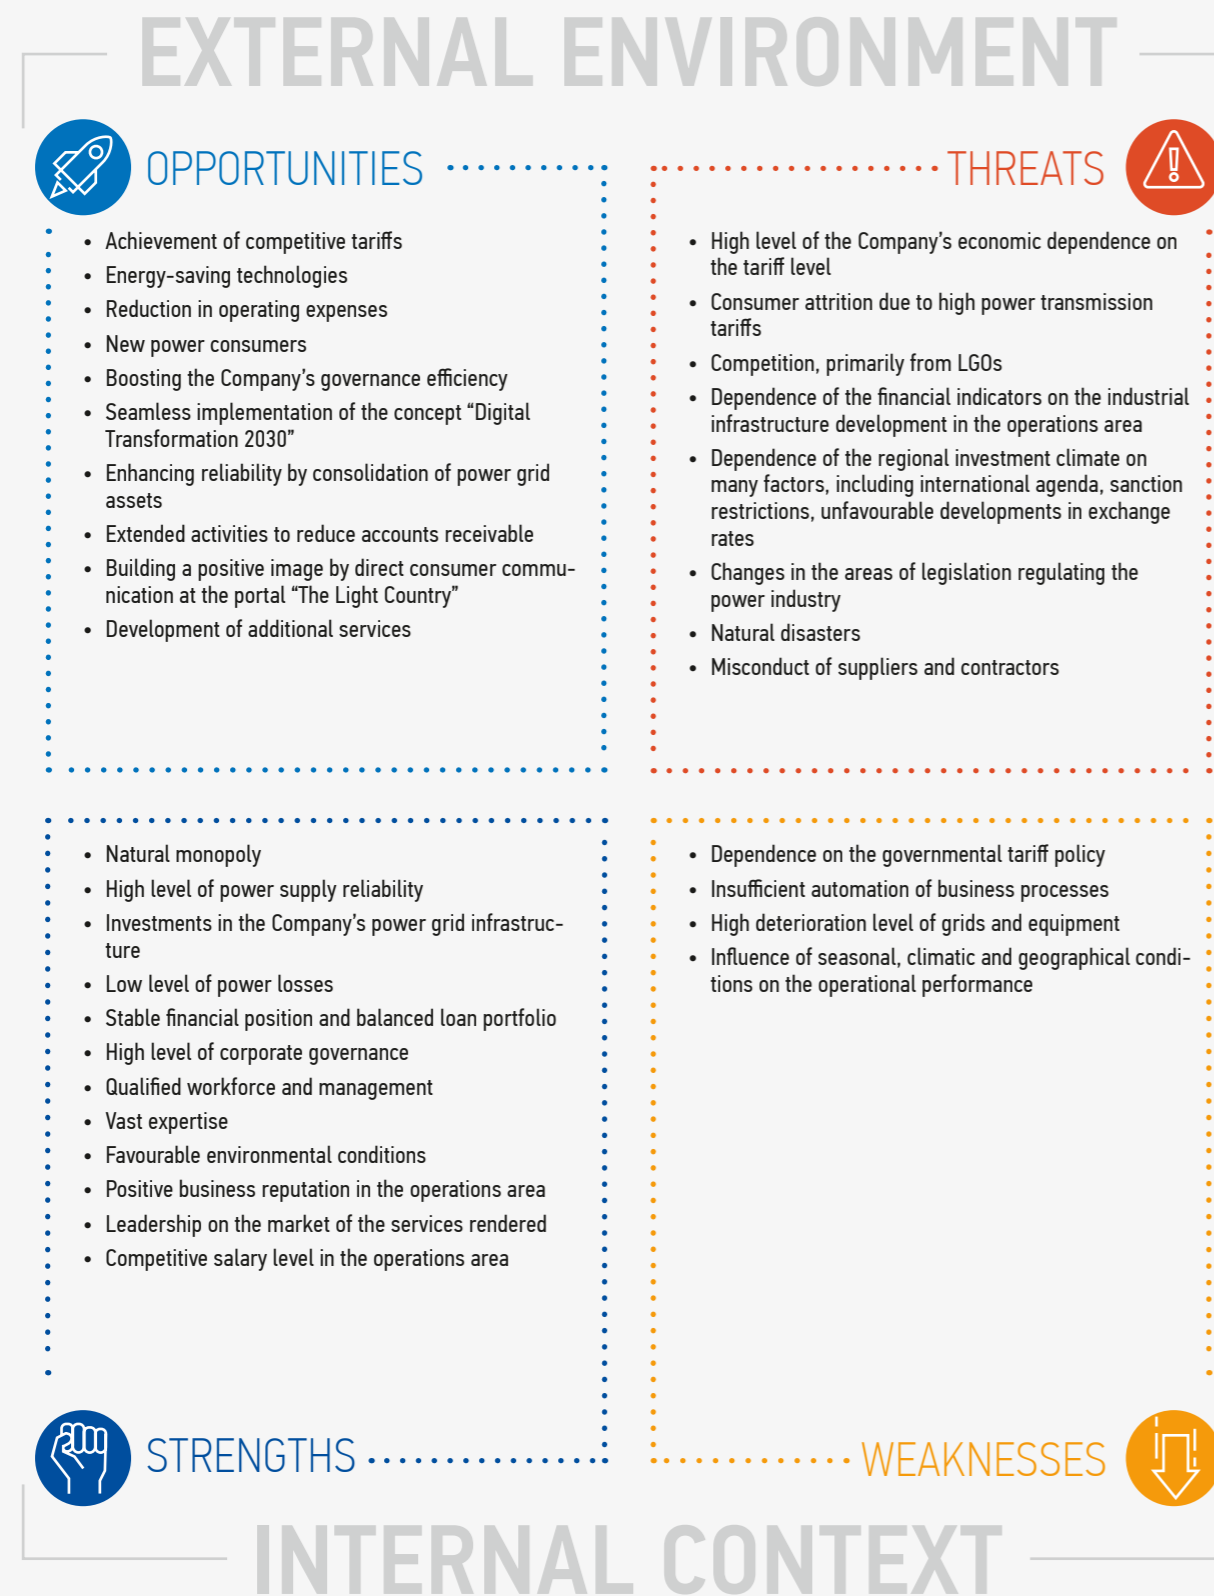 EXTERNAL ENVIRONMENT
OPPORTUNITIES
• Achievement of competitive tariffs
• Energy-saving technologies
• Reduction in operating expenses
• New power consumers
• Boosting the Company’s governance efficiency
• Seamless implementation of the concept “Digital
Transformation 2030”
• Enhancing reliability by consolidation of power grid
assets
• Extended activities to reduce accounts receivable
• Building a positive image by direct consumer commu-
nication at the portal “The Light Country”
• Development of additional services
THREATS
• High level of the Company’s economic dependence on
the tariff level
• Consumer attrition due to high power transmission
tariffs
• Competition, primarily from LGOs
• Dependence of the financial indicators on the industrial
infrastructure development in the operations area
• Dependence of the regional investment climate on
many factors, including international agenda, sanction
restrictions, unfavourable developments in exchange
rates
• Changes in the areas of legislation regulating the
power industry
• Natural disasters
• Misconduct of suppliers and contractors
• Natural monopoly
• High level of power supply reliability
• Investments in the Company’s power grid infrastruc-
ture
• Low level of power losses
• Stable financial position and balanced loan portfolio
• High level of corporate governance
• Qualified workforce and management
• Vast expertise
• Favourable environmental conditions
• Positive business reputation in the operations area
• Leadership on the market of the services rendered
• Competitive salary level in the operations area
STRENGTHS
• Dependence on the governmental tariff policy
• Insufficient automation of business processes
• High deterioration level of grids and equipment
• Influence of seasonal, climatic and geographical condi-
tions on the operational performance
WEAKNESSES
INTERNAL CONTEXT